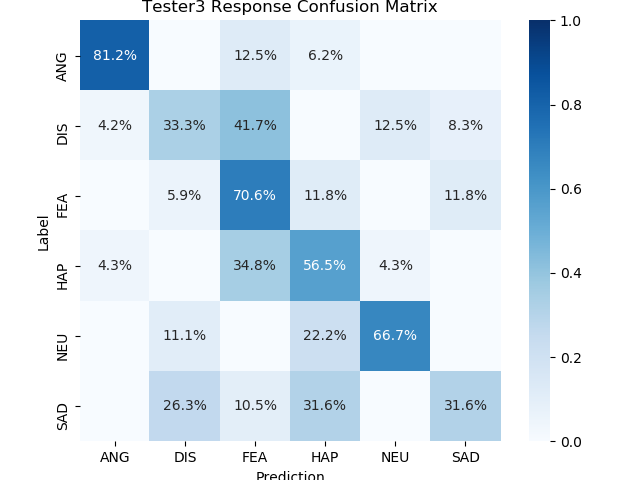 Tester3 Response Confusion Matrix
ANG 81.2% 12.5% 6.2%
DIS 4.2% 33.3% 41.7% 12.5% 8.3%
FEA 5.9% 70.6% 11.8% 11.8%
HAP 4.3% 34.8% 56.5% 4.3%
NEU 11.1% 22.2% 66.7%
SAD 26.3% 10.5% 31.6% 31.6%
ANG DIS FEA HAP NEU SAD
Prediction
Label
1.0
0.8
0.6
0.4
0.2
0.0